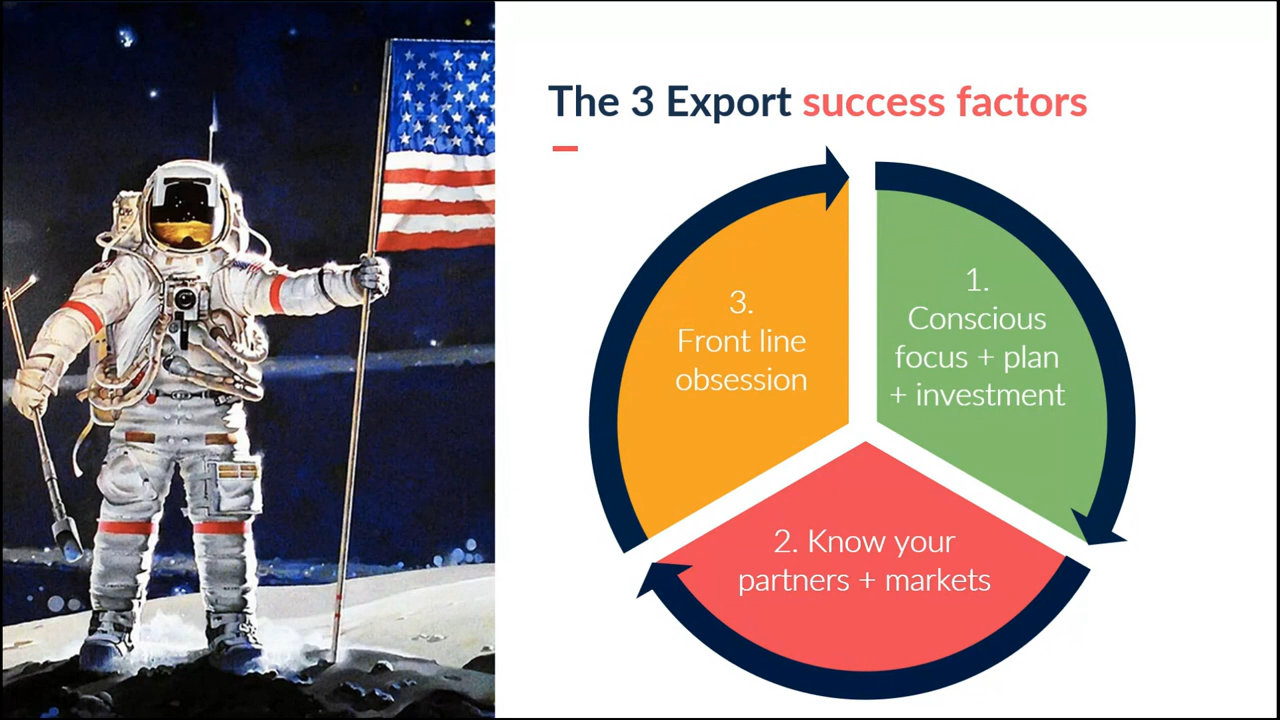 The 3 Export success factors
1.
Conscious
focus + plan
+ investment
2. Know your
partners + markets
3.
Front line
obsession